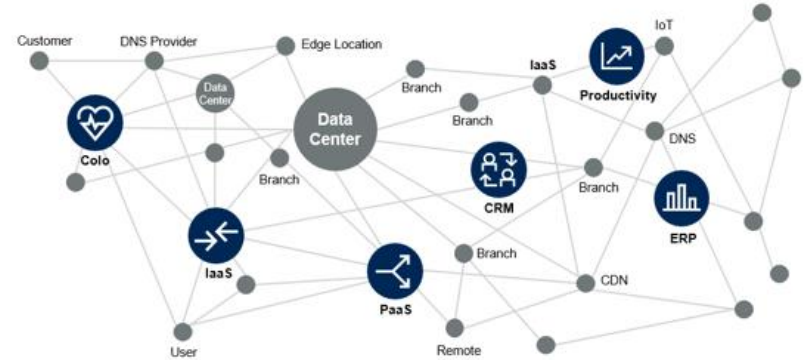 IoT
Customer
DNS Provider
Edge Location
IaaS
Branch
Productivity
Data
Center
Data
Center
Branch
DNS
Colo
Branch
Branch
CRM
ERP
IaaS
Branch
PaaS
CDN
User
Remote